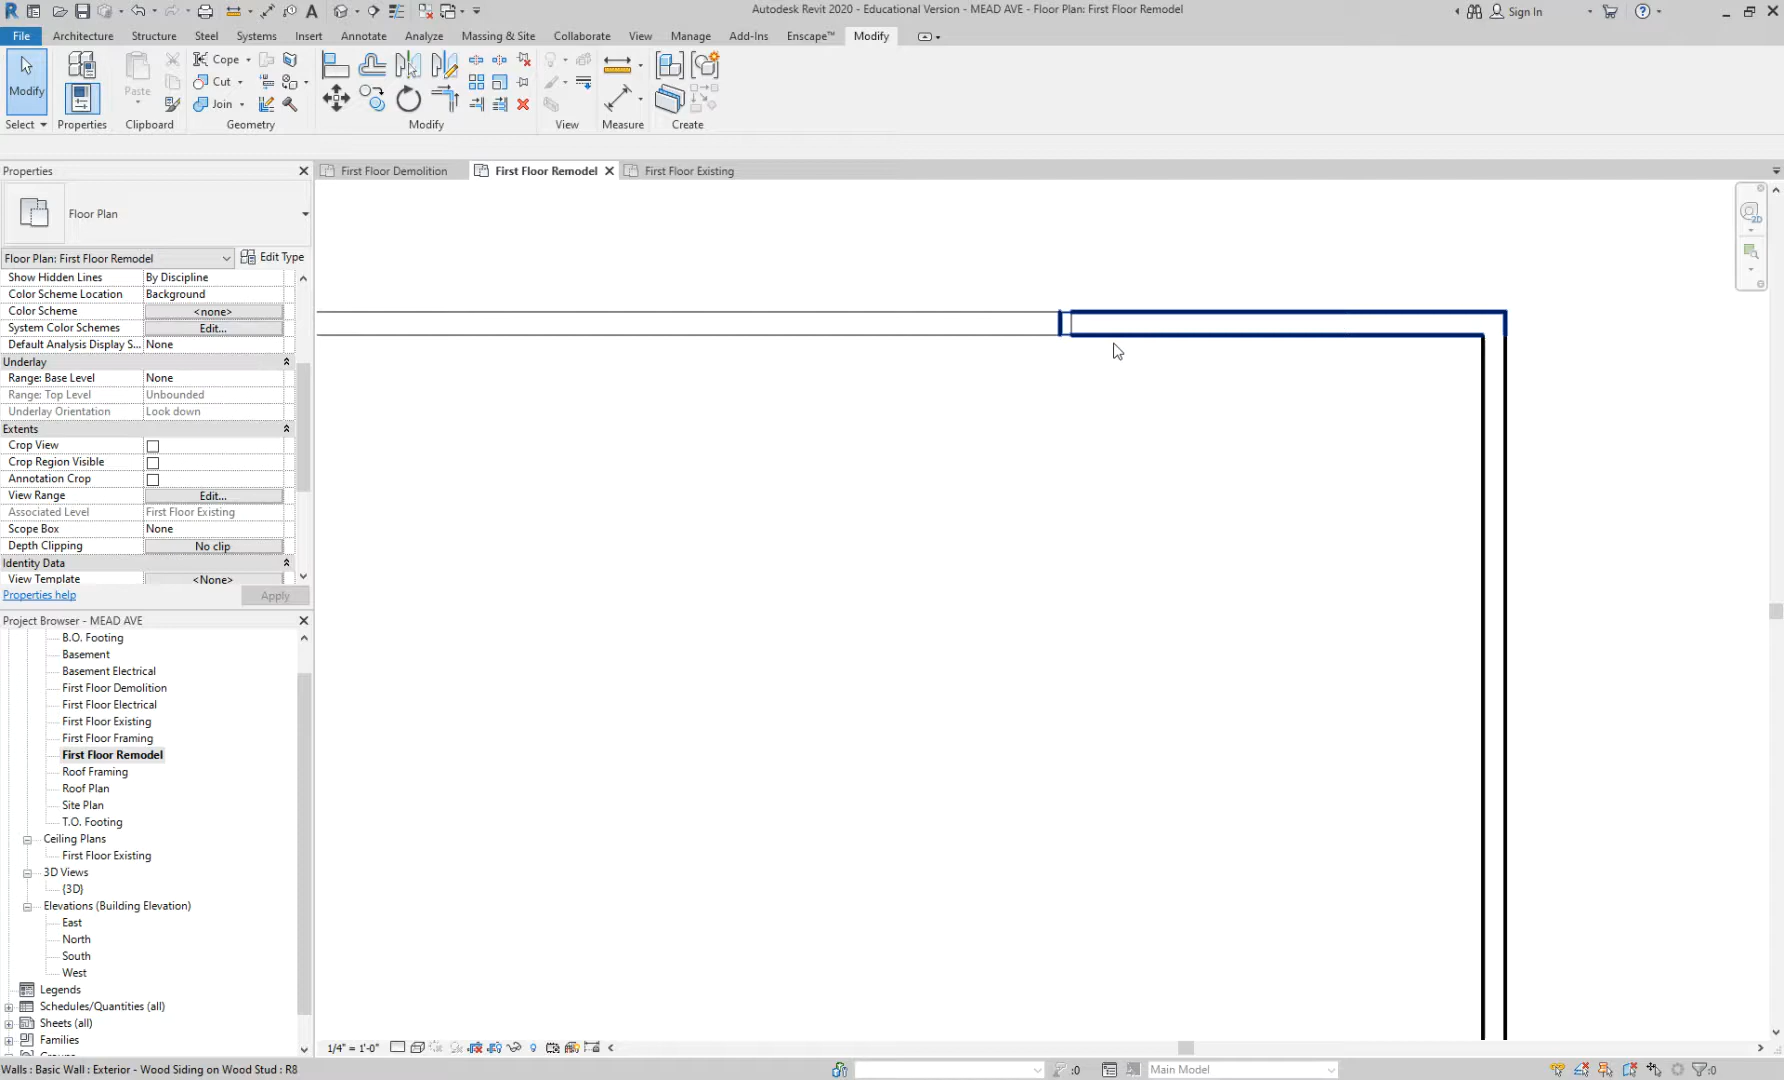 Autodesk Revit 2020 - Educational Version - MEAD AVE - Floor Plan: First Floor Remodel
Sign In
File Architecture Structure Steel Systems Insert Annotate Analyze Massing & Site Collaborate View Manage Add-Ins Enscape™ Modify
Modify
Paste
Cope
Cut
Join
Select Properties Clipboard Geometry Modify View Measure Create
Properties
First Floor Demolition First Floor Remodel First Floor Existing
Floor Plan
Floor Plan: First Floor Remodel Edit Type
Show Hidden Lines By Discipline
Color Scheme Location Background
Color Scheme <none>
System Color Schemes Edit...
Default Analysis Display S... None
Underlay
Range: Base Level None
Range: Top Level Unbounded
Underlay Orientation Look down
Extents
Crop View
Crop Region Visible
Annotation Crop
View Range Edit...
Associated Level First Floor Existing
Scope Box None
Depth Clipping No clip
Identity Data
View Template <None>
Properties help Apply
Project Browser - MEAD AVE
B.O. Footing
Basement
Basement Electrical
First Floor Demolition
First Floor Electrical
First Floor Existing
First Floor Framing
First Floor Remodel
Roof Framing
Roof Plan
Site Plan
T.O. Footing
Ceiling Plans
First Floor Existing
3D Views
{3D}
Elevations (Building Elevation)
East
North
South
West
Legends
Schedules/Quantities (all)
Sheets (all)
Families
1/4" = 1'-0"
Walls : Basic Wall : Exterior - Wood Siding on Wood Stud : R8
:0
Main Model
:0